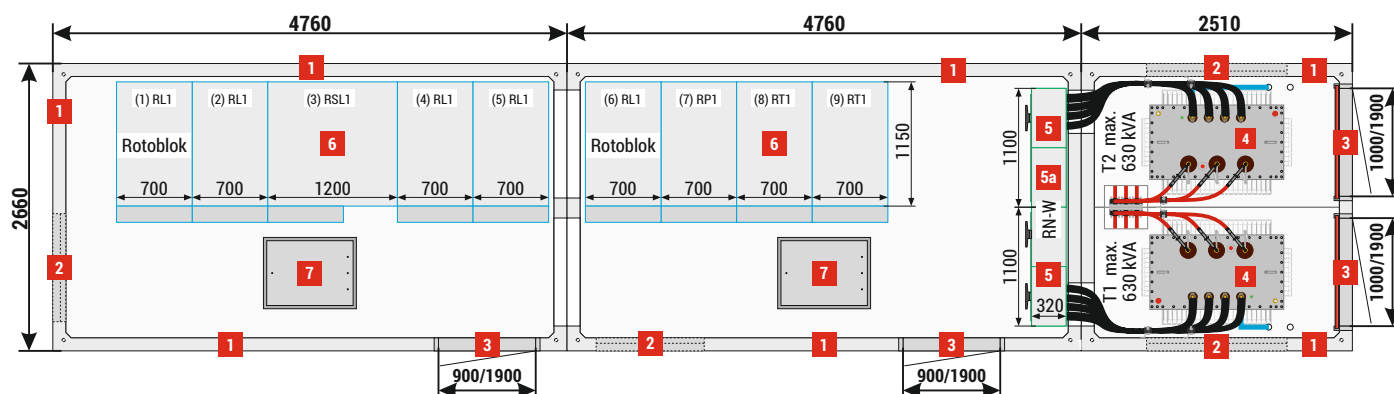 4760
4760
2510
1
1
2
1
1
(1) RL1
(2) RL1
(3) RSL1
(4) RL1
(5) RL1
(6) RL1
(7) RP1
(8) RT1
(9) RT1
Rotoblok
6
Rotoblok
6
1150
700
700
1200
700
700
700
700
700
700
2660
2
7
7
1100
1100
5
5a
RN-W
5
320
T2 max.
630 kVA
4
T1 max.
630 kVA
4
3
1000/1900
3
1000/1900
1
3
2
1
3
2
1
900/1900
900/1900